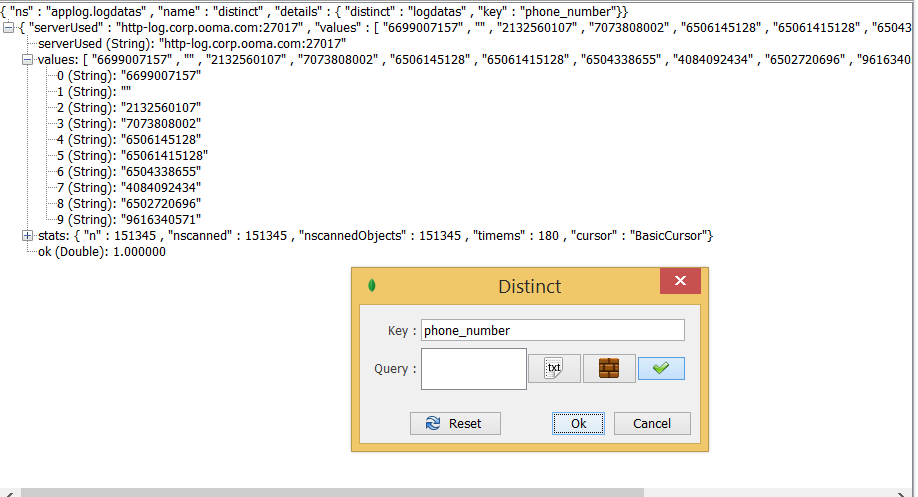 { "ns" : "applog.logdatas" , "name" : "distinct" , "details" : { "distinct" : "logdatas" , "key" : "phone_number"}}
{ "serverUsed" : "http-log.corp.ooma.com:27017" , "values" : [ "6699007157" , "" , "2132560107" , "7073808002" , "6506145128" , "65061415128" , "65043
serverUsed (String): "http-log.corp.ooma.com:27017"
values: [ "6699007157" , "" , "2132560107" , "7073808002" , "6506145128" , "65061415128" , "6504338655" , "4084092434" , "6502720696" , "9616340
0 (String): "6699007157"
1 (String): ""
2 (String): "2132560107"
3 (String): "7073808002"
4 (String): "6506145128"
5 (String): "65061415128"
6 (String): "6504338655"
7 (String): "4084092434"
8 (String): "6502720696"
9 (String): "9616340571"
stats: { "n" : 151345 , "nscanned" : 151345 , "nscannedObjects" : 151345 , "timems" : 180 , "cursor" : "BasicCursor"}
ok (Double): 1.000000
Distinct
Key : phone_number
Query : txt
Reset Ok Cancel